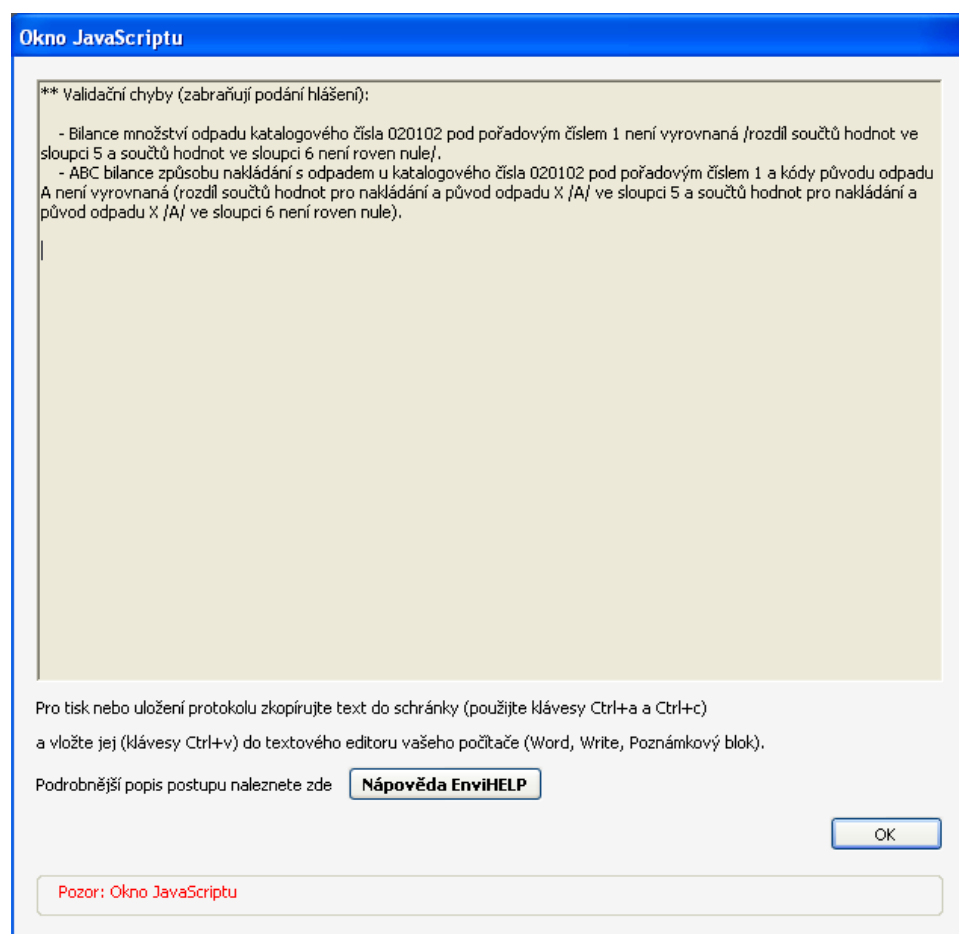 Okno JavaScriptu
** Validační chyby (zabraňují podání hlášení):
- Bilance množství odpadu katalogového čísla 020102 pod pořadovým číslem 1 není vyrovnaná /rozdíl součtů hodnot ve
sloupci 5 a součtů hodnot ve sloupci 6 není roven nule/.
- ABC bilance způsobu nakládání s odpadem u katalogového čísla 020102 pod pořadovým číslem 1 a kódy původu odpadu
A není vyrovnaná (rozdíl součtů hodnot pro nakládání a původ odpadu X /A/ ve sloupci 5 a součtů hodnot pro nakládání a
původ odpadu X /A/ ve sloupci 6 není roven nule).
Pro tisk nebo uložení protokolu zkopírujte text do schránky (použijte klávesy Ctrl+a a Ctrl+c)
a vložte jej (klávesy Ctrl+v) do textového editoru vašeho počítače (Word, Write, Poznámkový blok).
Podrobnější popis postupu naleznete zde Nápověda EnviHELP
OK
Pozor: Okno JavaScriptu